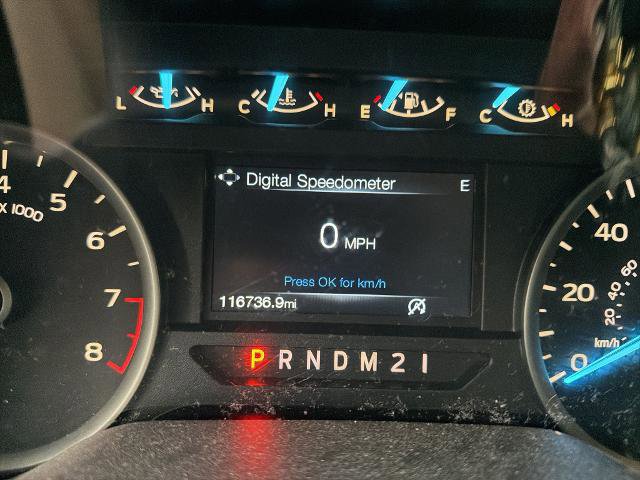 L H C H E F C H
Digital Speedometer E
0 MPH
Press OK for km/h
116736.9mi
P R N D M 2 1
4 5 6 7 8
X 1000
0 20 40
20 40 60
km/h